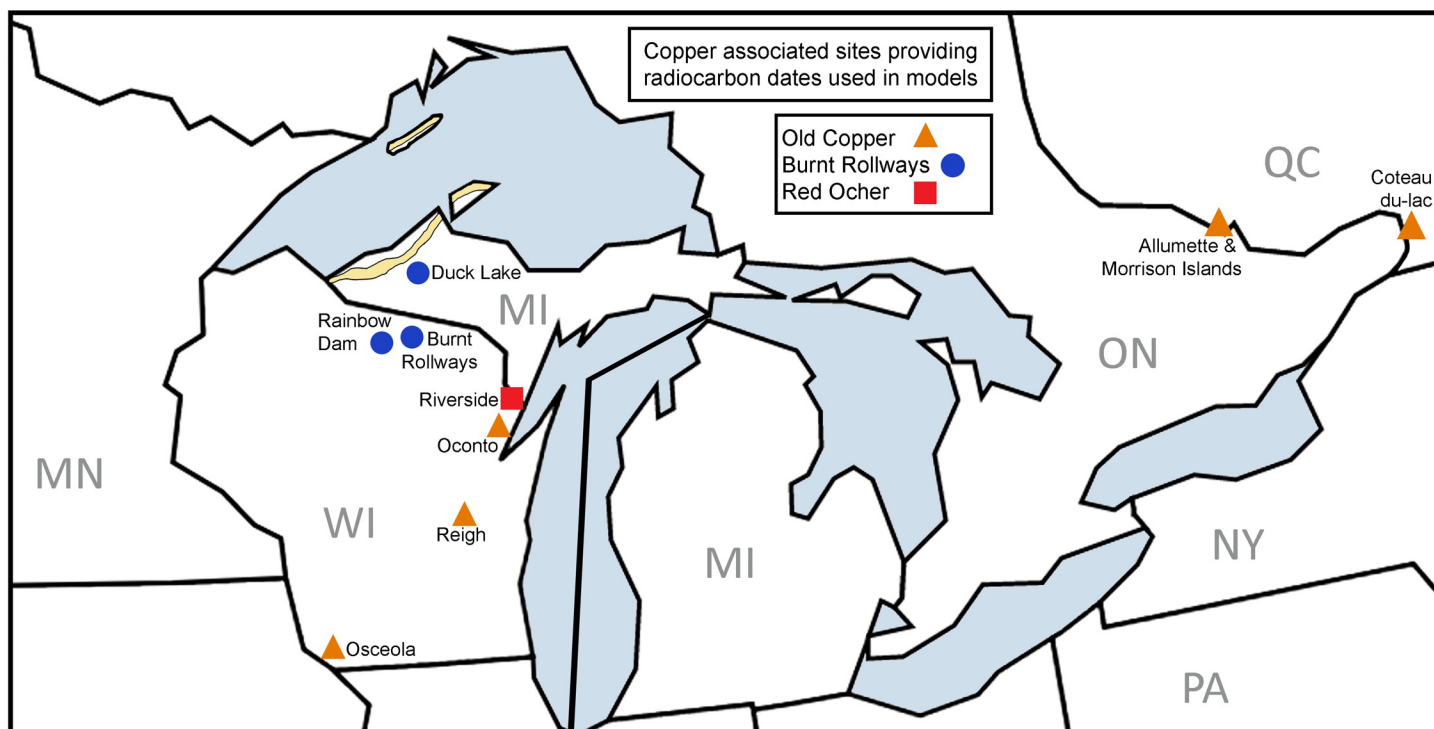 Copper associated sites providing
radiocarbon dates used in models
Old Copper
Burnt Rollways
Red Ocher
QC
Coteau
du-lac
Allumette &
Morrison Islands
Duck Lake
MI
Rainbow
Dam
Burnt
Rollways
ON
Riverside
Oconto
MN
WI
Reigh
MI
NY
Osceola
PA